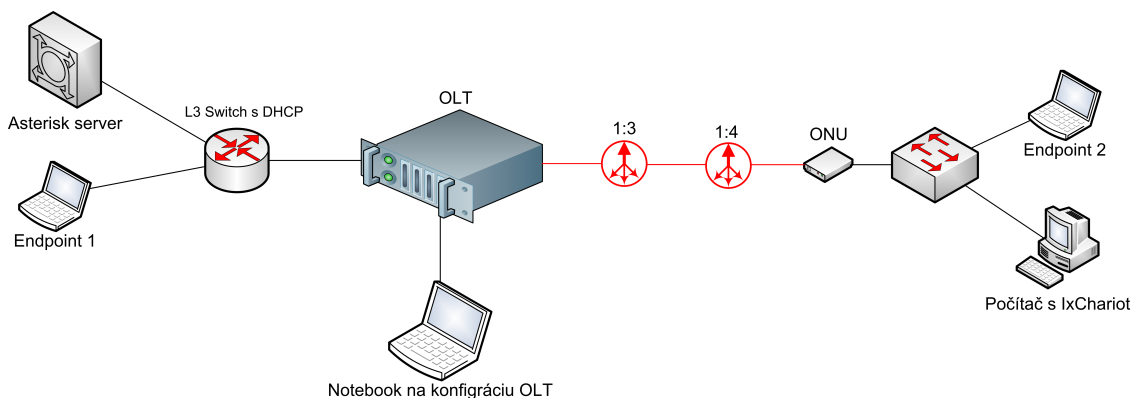 Asterisk server
L3 Switch s DHCP
Endpoint 1
OLT
Notebook na konfigráciu OLT
1:3
1:4
ONU
Endpoint 2
Počítač s IxChariot